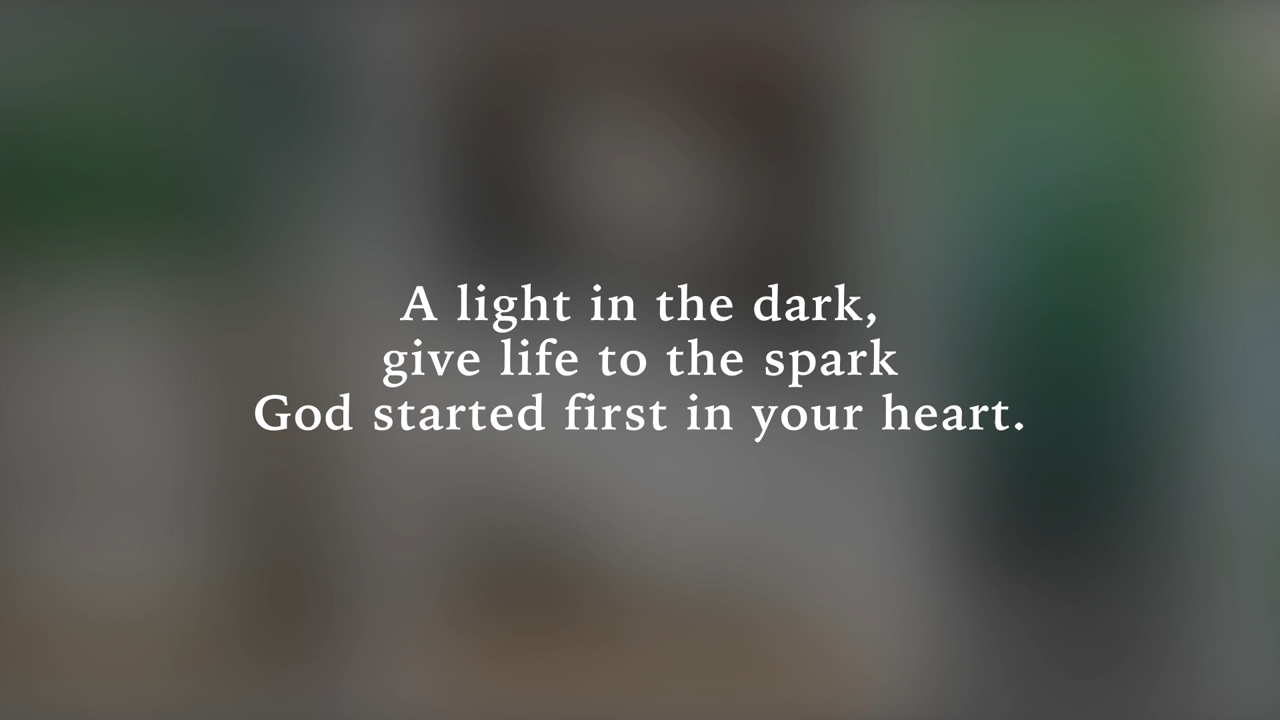 A light in the dark,
give life to the spark
God started first in your heart.